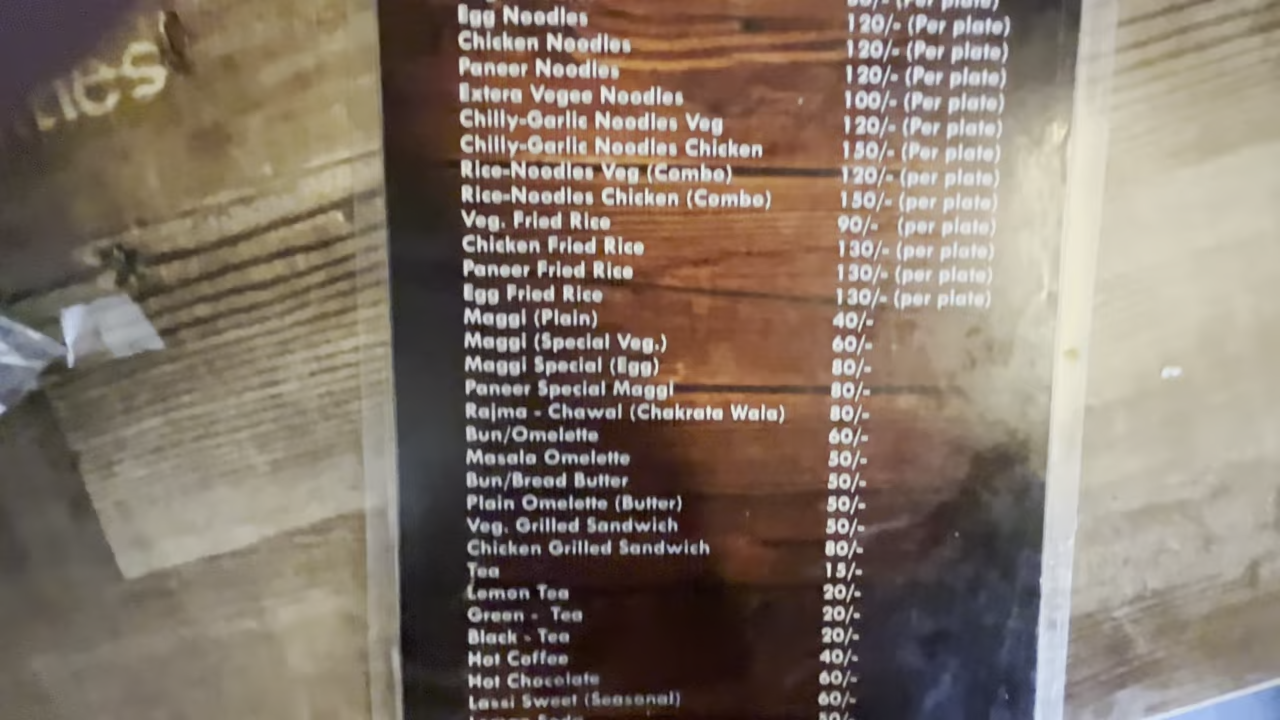 Egg Noodles 120/- (Per plate)
Chicken Noodles 120/- (Per plate)
Paneer Noodles 120/- (Per plate)
Extera Vegee Noodles 100/- (Per plate)
Chilly-Garlic Noodles Veg 120/- (Per plate)
Chilly-Garlic Noodles Chicken 150/- (Per plate)
Rice-Noodles Veg (Combo) 120/- (per plate)
Rice-Noodles Chicken (Combo) 150/- (per plate)
Veg. Fried Rice 90/- (per plate)
Chicken Fried Rice 130/- (per plate)
Paneer Fried Rice 130/- (per plate)
Egg Fried Rice 130/- (per plate)
Maggi (Plain) 40/-
Maggi (Special Veg.) 60/-
Maggi Special (Egg) 80/-
Paneer Special Maggi 80/-
Rajma - Chawal (Chakrata Wala) 80/-
Bun/Omelette 60/-
Masala Omelette 50/-
Bun/Bread Butter 50/-
Plain Omelette (Butter) 50/-
Veg. Grilled Sandwich 50/-
Chicken Grilled Sandwich 80/-
Tea 15/-
Lemon Tea 20/-
Green - Tea 20/-
Black - Tea 20/-
Hot Coffee 40/-
Hot Chocolate 60/-
Lassi Sweet (Seasonal) 60/-